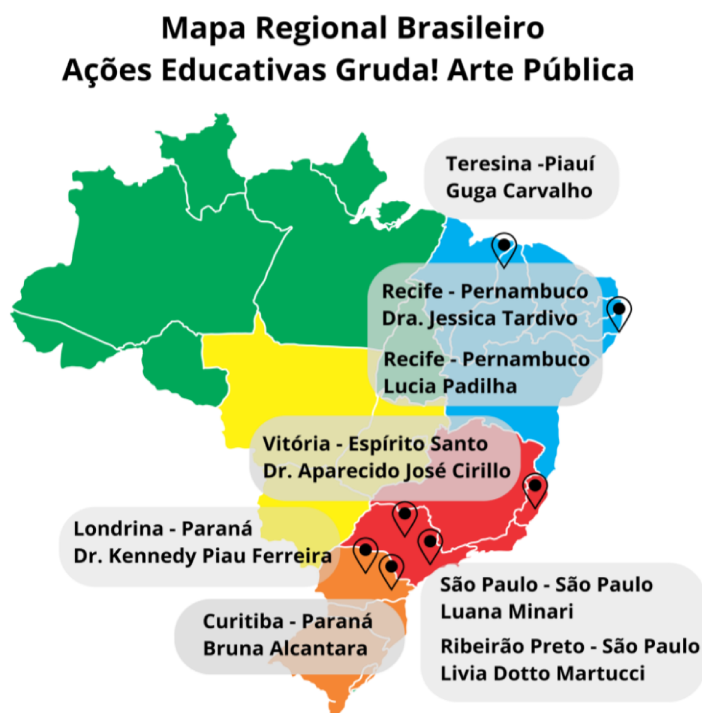 Mapa Regional Brasileiro
Ações Educativas Gruda! Arte Pública
Teresina -Piauí
Guga Carvalho
Recife - Pernambuco
Dra. Jessica Tardivo
Recife - Pernambuco
Lucia Padilha
Vitória - Espírito Santo
Dr. Aparecido José Cirillo
Londrina - Paraná
Dr. Kennedy Piau Ferreira
São Paulo - São Paulo
Luana Minari
Ribeirão Preto - São Paulo
Livia Dotto Martucci
Curitiba - Paraná
Bruna Alcantara